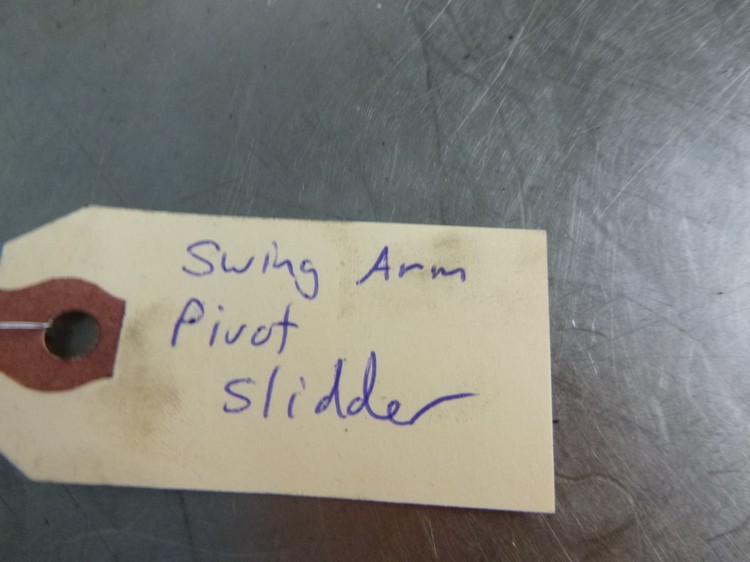 Swing Arm
Pivot
Slidder